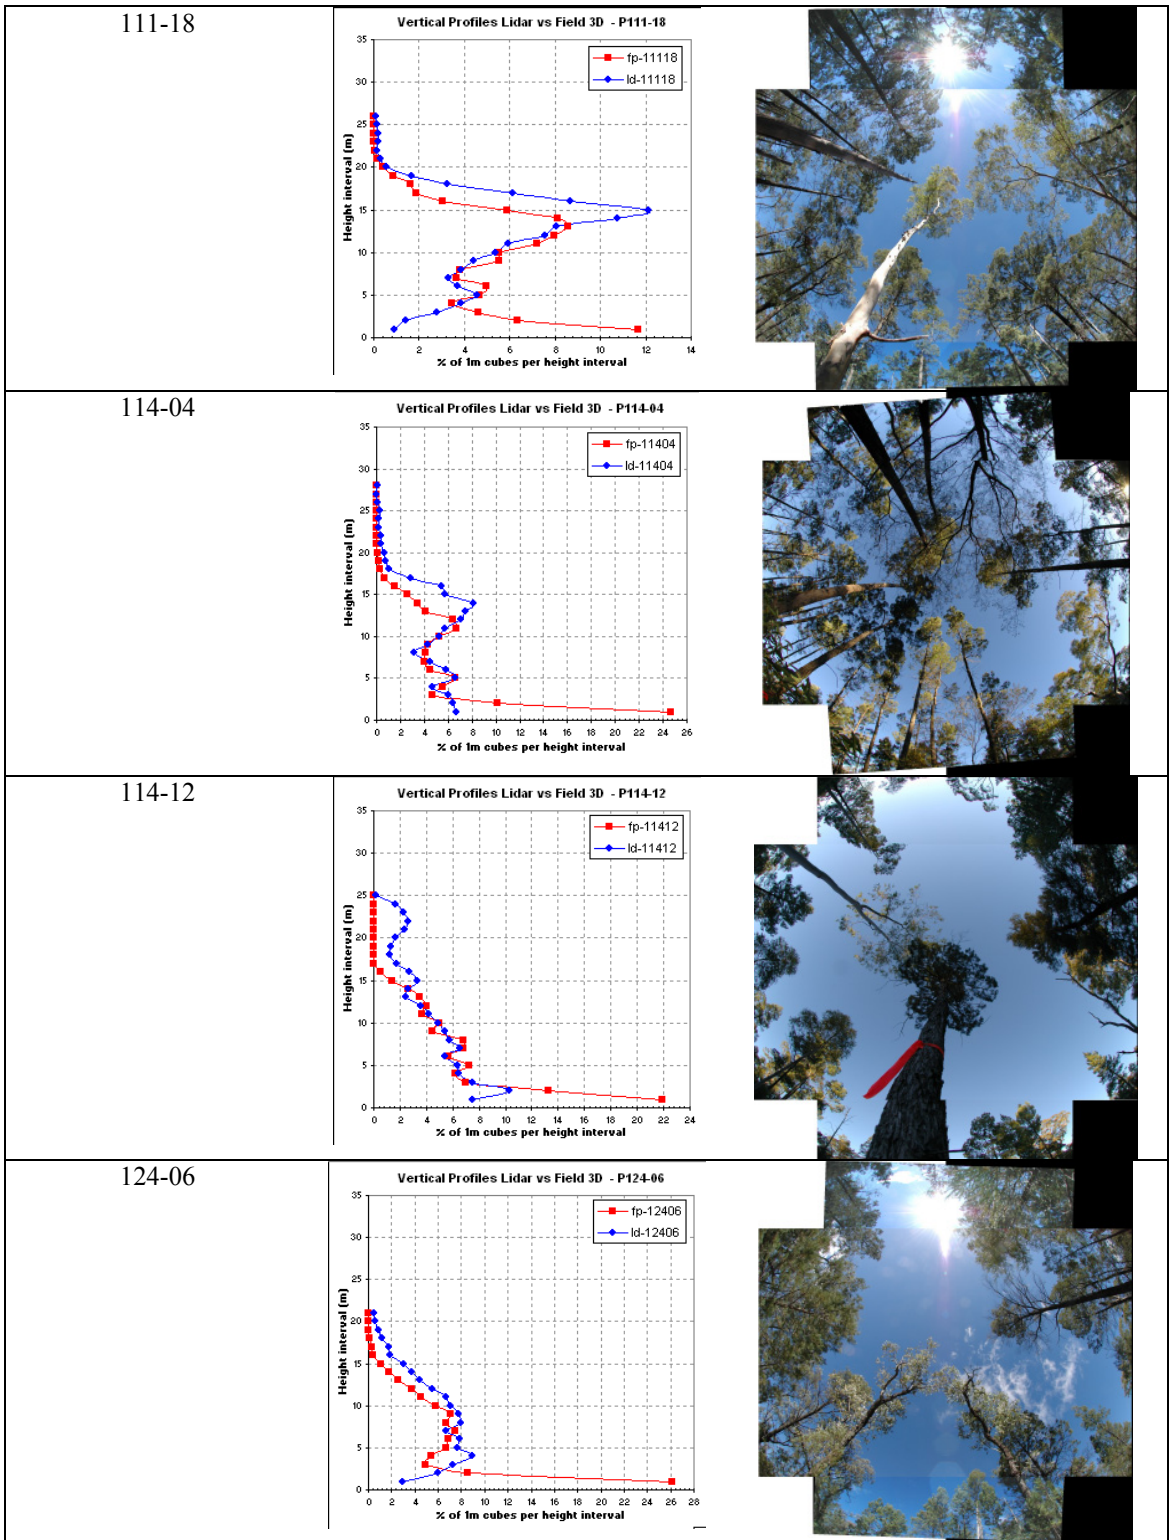 111-18
Vertical Profiles Lidar vs Field 3D - P111-18
fp-11118
ld-11118
Height interval (m)
35
30
25
20
15
10
5
0
0 2 4 6 8 10 12 14
% of 1m cubes per height interval
114-04
Vertical Profiles Lidar vs Field 3D - P114-04
fp-11404
ld-11404
Height interval (m)
35
30
25
20
15
10
5
0
0 2 4 6 8 10 12 14 16 18 20 22 24 26
% of 1m cubes per height interval
114-12
Vertical Profiles Lidar vs Field 3D - P114-12
fp-11412
ld-11412
Height interval (m)
35
30
25
20
15
10
5
0
0 2 4 6 8 10 12 14 16 18 20 22 24
% of 1m cubes per height interval
124-06
Vertical Profiles Lidar vs Field 3D - P124-06
fp-12406
ld-12406
Height interval (m)
35
30
25
20
15
10
5
0
0 2 4 6 8 10 12 14 16 18 20 22 24 26 28
% of 1m cubes per height interval